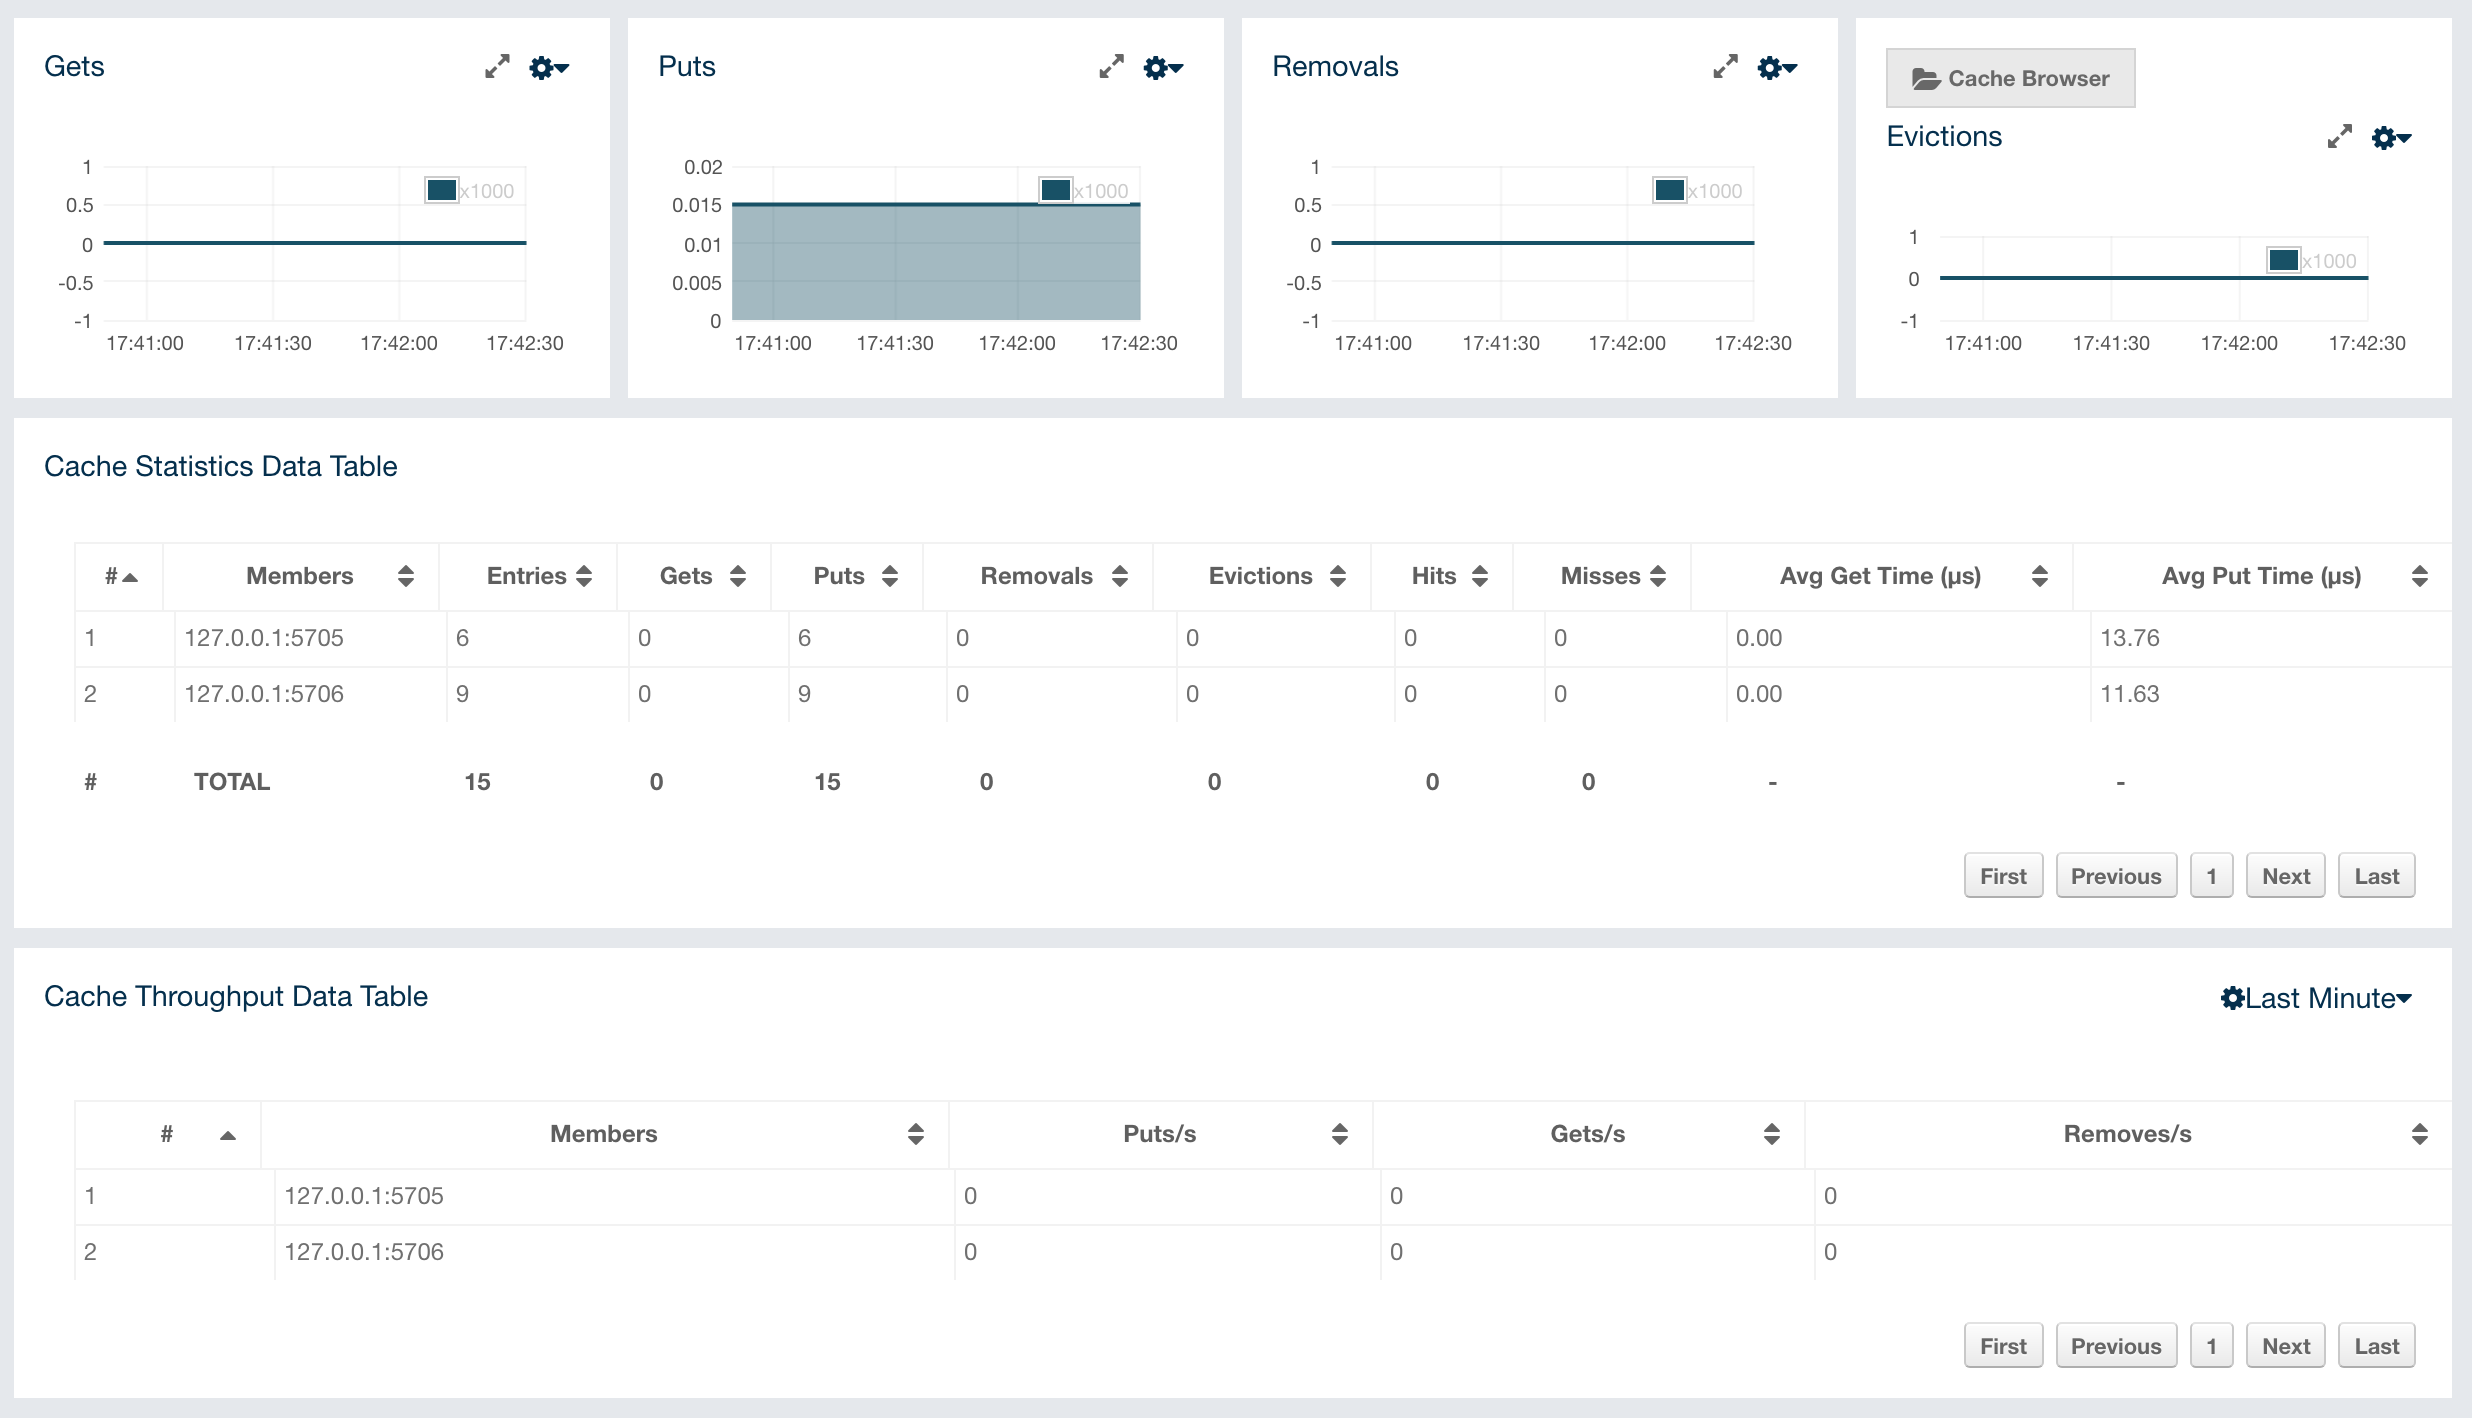 Gets
x1000
1
0.5
0
-0.5
-1
17:41:00 17:41:30 17:42:00 17:42:30
Puts
x1000
0.02
0.015
0.01
0.005
0
17:41:00 17:41:30 17:42:00 17:42:30
Removals
x1000
1
0.5
0
-0.5
-1
17:41:00 17:41:30 17:42:00 17:42:30
Cache Browser
Evictions
x1000
1
0
-1
17:41:00 17:41:30 17:42:00 17:42:30
Cache Statistics Data Table
# Members Entries Gets Puts Removals Evictions Hits Misses Avg Get Time (µs) Avg Put Time (µs)
1 127.0.0.1:5705 6 0 6 0 0 0 0 0.00 13.76
2 127.0.0.1:5706 9 0 9 0 0 0 0 0.00 11.63
# TOTAL 15 0 15 0 0 0 0 - -
First Previous 1 Next Last
Cache Throughput Data Table
Last Minute
# Members Puts/s Gets/s Removes/s
1 127.0.0.1:5705 0 0 0
2 127.0.0.1:5706 0 0 0
First Previous 1 Next Last